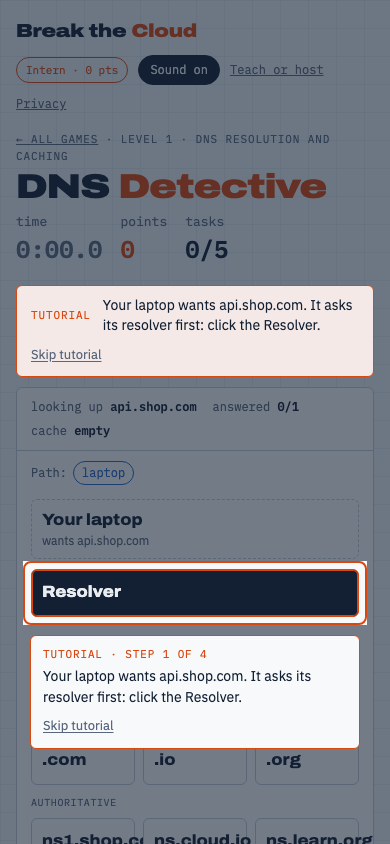 Break the Cloud
Intern · 0 pts
Sound on
Teach or host
Privacy
← ALL GAMES · LEVEL 1 · DNS RESOLUTION AND
CACHING
DNS Detective
time points tasks
0:00.0 0 0/5
TUTORIAL
Your laptop wants api.shop.com. It asks
its resolver first: click the Resolver.
Skip tutorial
looking up api.shop.com answered 0/1
cache empty
Path: laptop
Your laptop
wants api.shop.com
Resolver
TUTORIAL · STEP 1 OF 4
Your laptop wants api.shop.com. It asks its
resolver first: click the Resolver.
Skip tutorial
.com .io .org
AUTHORITATIVE
ns1.shop.co ns.cloud.io ns.learn.org